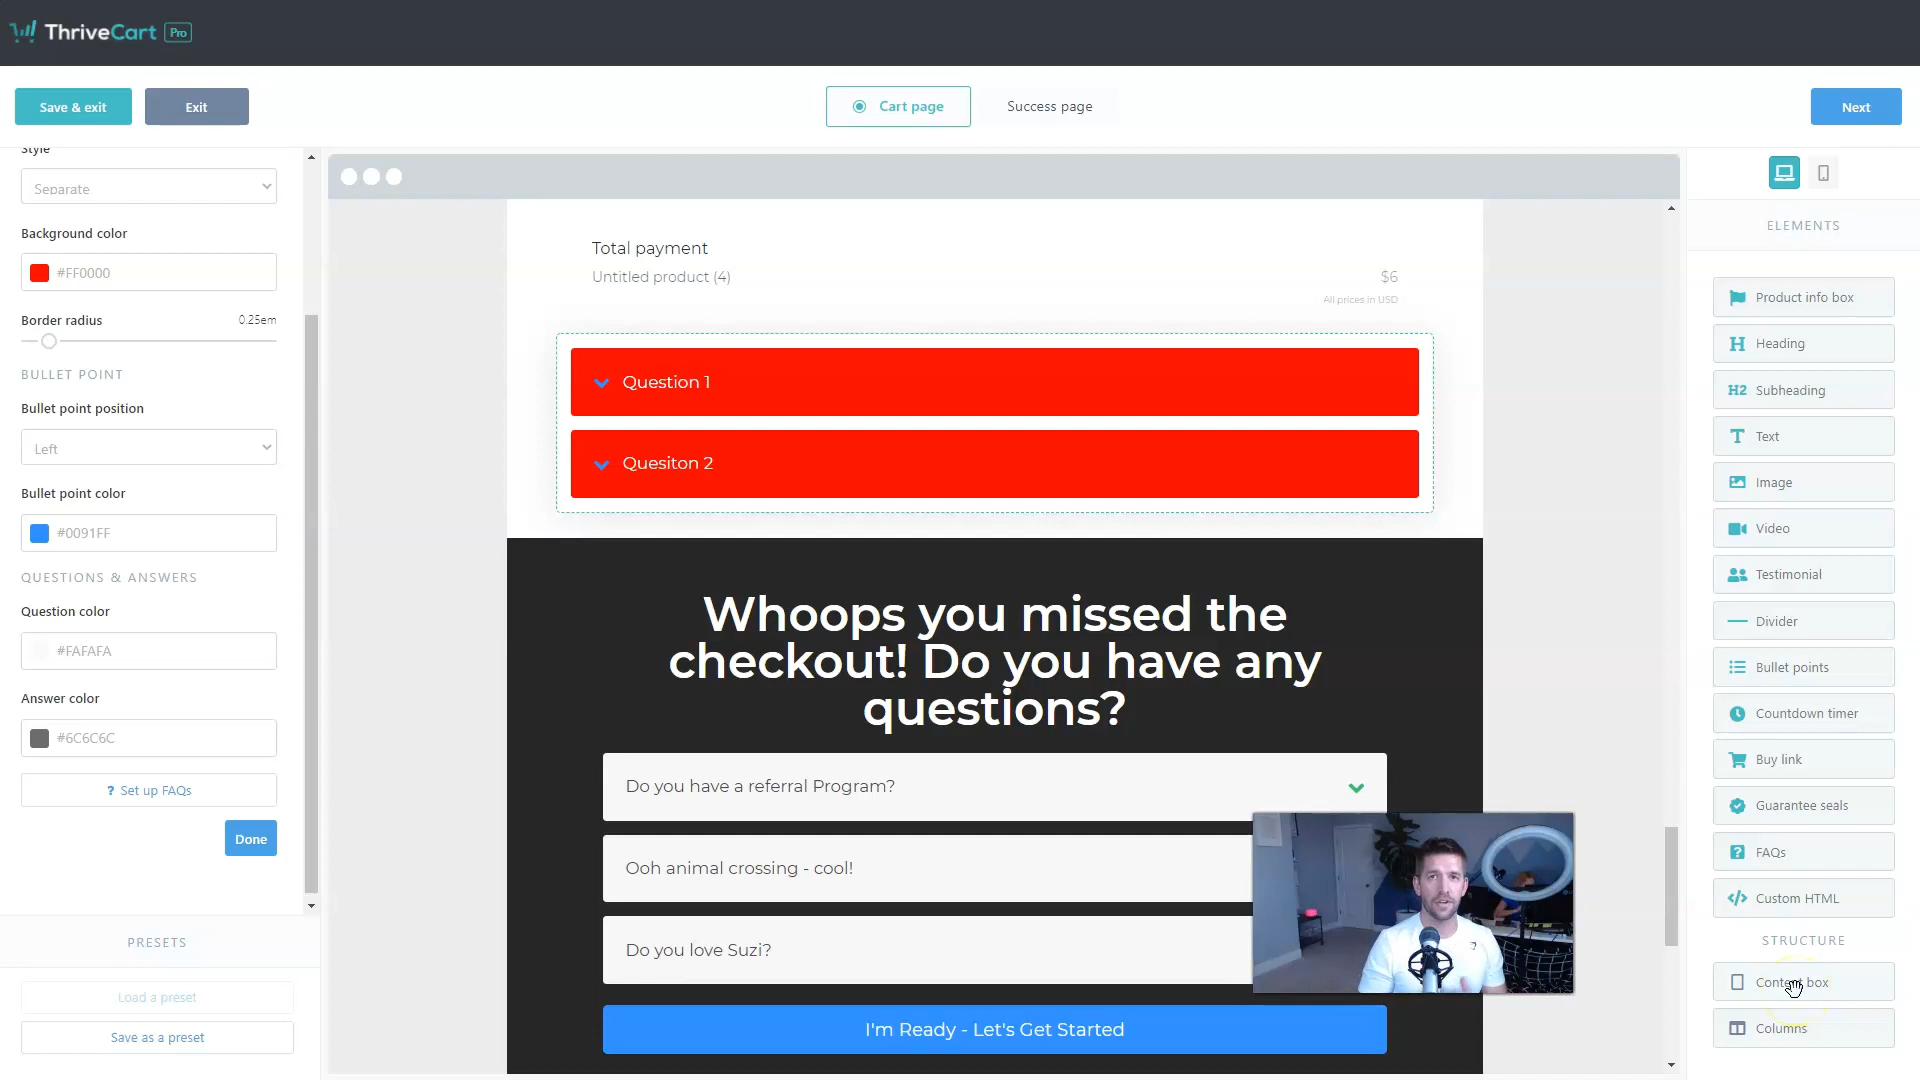 ThriveCart Pro
Save & exit
Exit
Cart page
Success page
Next
Style
Separate
Background color
#FF0000
Border radius
0.25em
BULLET POINT
Bullet point position
Left
Bullet point color
#0091FF
QUESTIONS & ANSWERS
Question color
#FAFAFA
Answer color
#6C6C6C
? Set up FAQs
Done
PRESETS
Load a preset
Save as a preset
Total payment
Untitled product (4)
$6
All prices in USD
Question 1
Quesiton 2
Whoops you missed the
checkout! Do you have any
questions?
Do you have a referral Program?
Ooh animal crossing - cool!
Do you love Suzi?
I'm Ready - Let's Get Started
ELEMENTS
Product info box
H Heading
H2 Subheading
T Text
Image
Video
Testimonial
Divider
Bullet points
Countdown timer
Buy link
Guarantee seals
? FAQs
</> Custom HTML
STRUCTURE
Content box
Columns